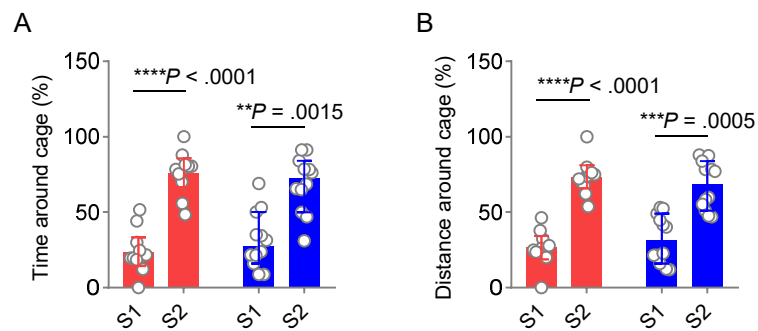 A
Time around cage (%)
150
100
50
0
****P < .0001
**P = .0015
S1
S2
S1
S2
B
Distance around cage (%)
150
100
50
0
****P < .0001
***P = .0005
S1
S2
S1
S2